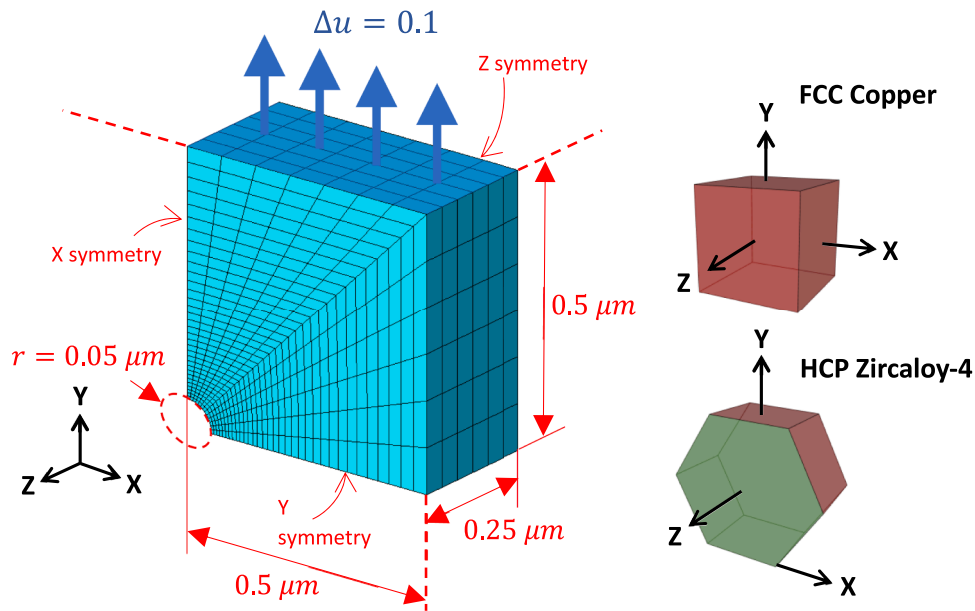 Δu = 0.1
Z symmetry
FCC Copper
Y
X
Z
X symmetry
0.5 μm
r = 0.05 μm
Y
Z
X
HCP Zircaloy-4
Y
Z
X
Y
symmetry
0.25 μm
0.5 μm